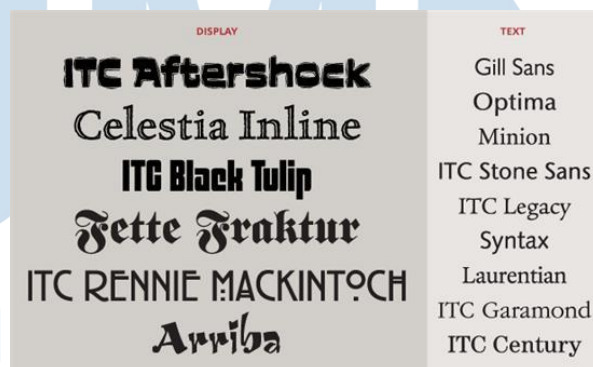 DISPLAY
ITC Aftershock
Celestia Inline
ITC Black Tulip
Fette Fraktur
ITC RENNIE MACKINTOCH
Arriba
TEXT
Gill Sans
Optima
Minion
ITC Stone Sans
ITC Legacy
Syntax
Laurentian
ITC Garamond
ITC Century